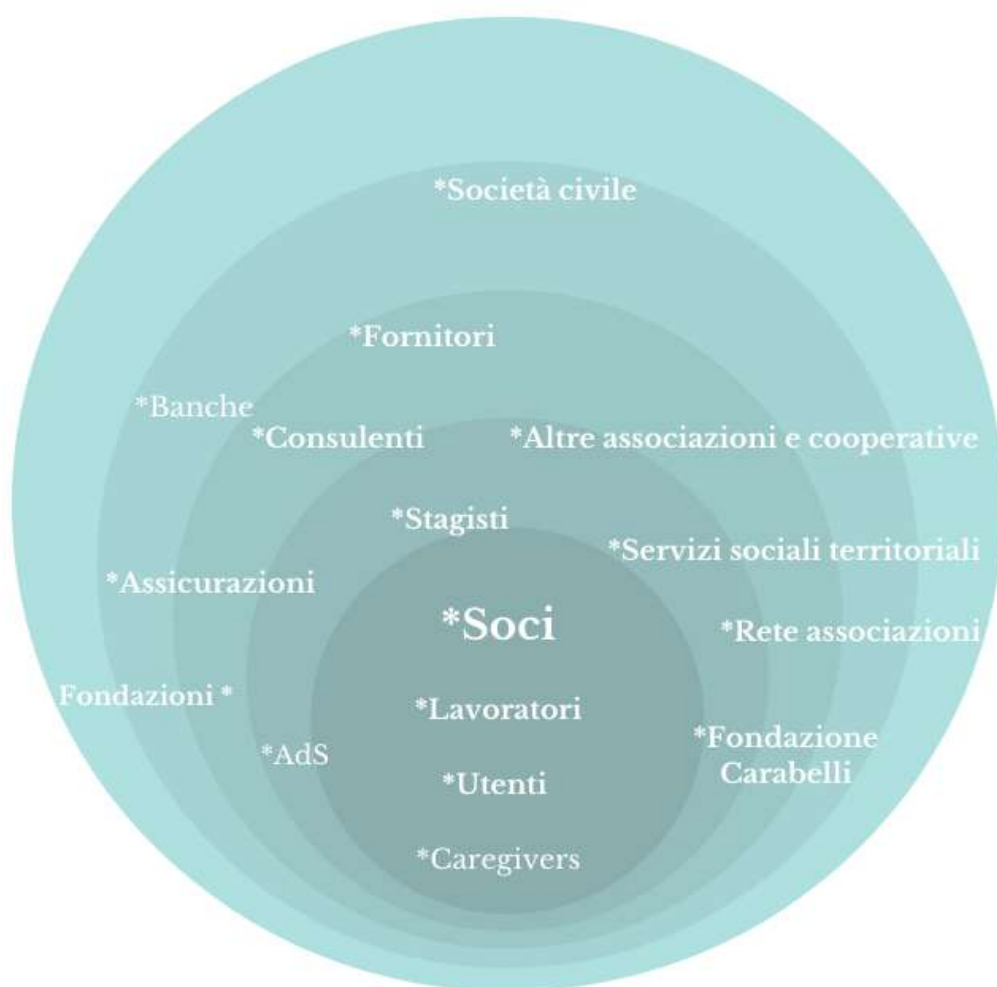 *Società civile
*Fornitori
*Banche
*Consulenti
*Altre associazioni e cooperative
*Stagisti
*Servizi sociali territoriali
*Assicurazioni
*Soci
*Rete associazioni
Fondazioni *
*Lavoratori
*Fondazione
Carabelli
*AdS
*Utenti
*Caregivers